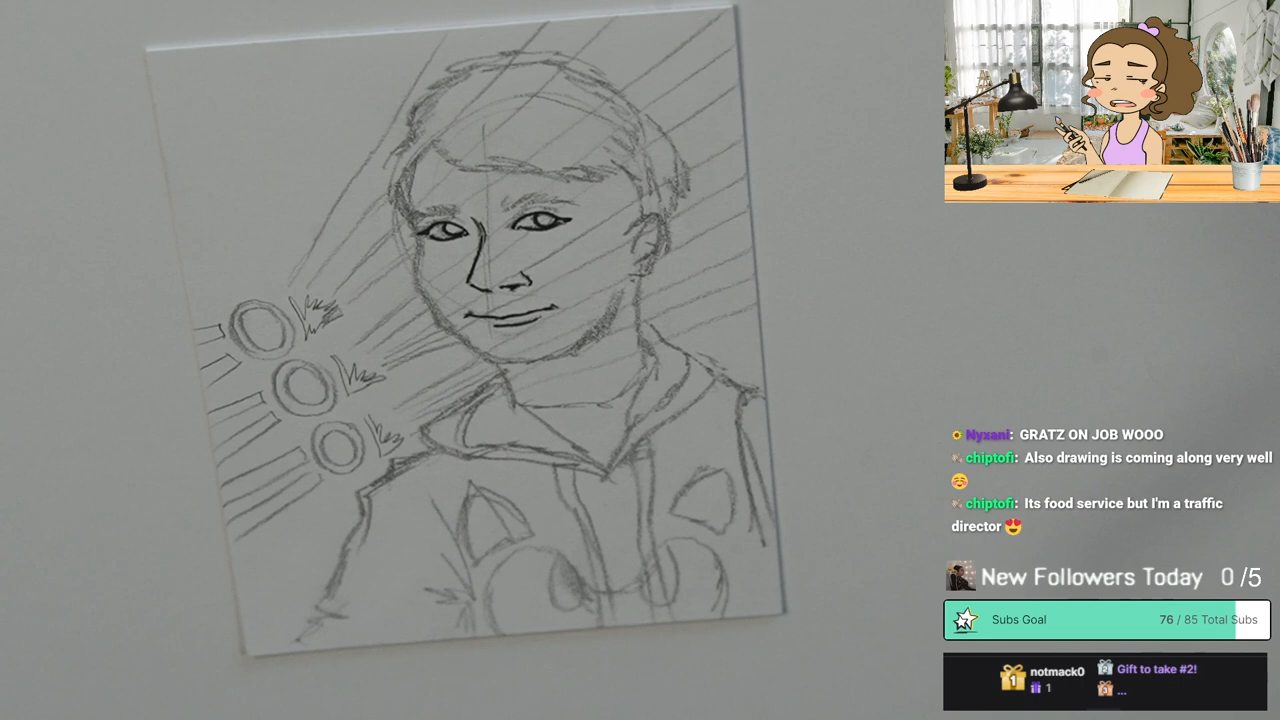 Nyxani: GRATZ ON JOB WOOO
chiptofi: Also drawing is coming along very well
chiptofi: Its food service but I'm a traffic
director
New Followers Today 0 /5
Subs Goal 76 / 85 Total Subs
1 notmack0
1
Gift to take #2!
...